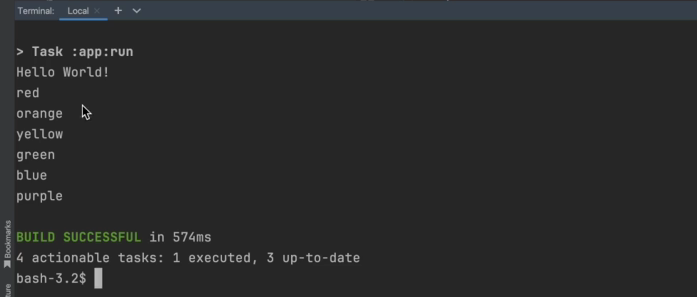 Terminal: Local × + 
> Task :app:run
Hello World!
red
orange
yellow
green
blue
purple
BUILD SUCCESSFUL in 574ms
4 actionable tasks: 1 executed, 3 up-to-date
bash-3.2$
Bookmarks